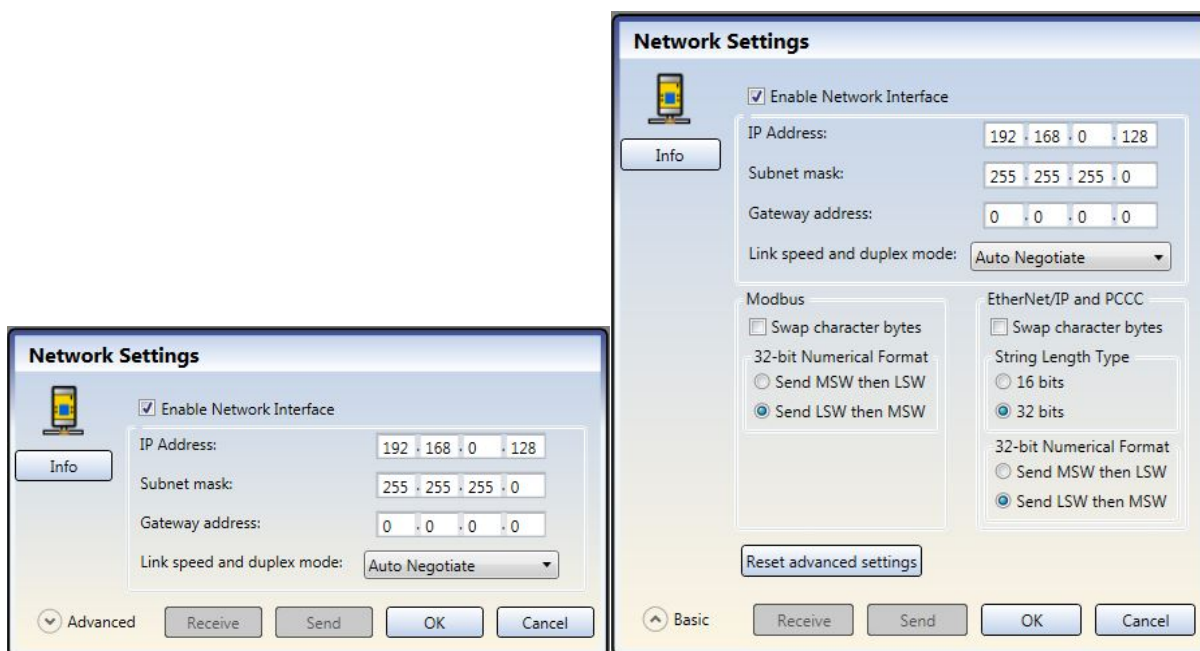 Network Settings
Enable Network Interface
Info
IP Address: 192 . 168 . 0 . 128
Subnet mask: 255 . 255 . 255 . 0
Gateway address: 0 . 0 . 0 . 0
Link speed and duplex mode: Auto Negotiate
Advanced Receive Send OK Cancel
Network Settings
Enable Network Interface
Info
IP Address: 192 . 168 . 0 . 128
Subnet mask: 255 . 255 . 255 . 0
Gateway address: 0 . 0 . 0 . 0
Link speed and duplex mode: Auto Negotiate
Modbus
Swap character bytes
32-bit Numerical Format
Send MSW then LSW
Send LSW then MSW
EtherNet/IP and PCCC
Swap character bytes
String Length Type
16 bits
32 bits
32-bit Numerical Format
Send MSW then LSW
Send LSW then MSW
Reset advanced settings
Basic Receive Send OK Cancel